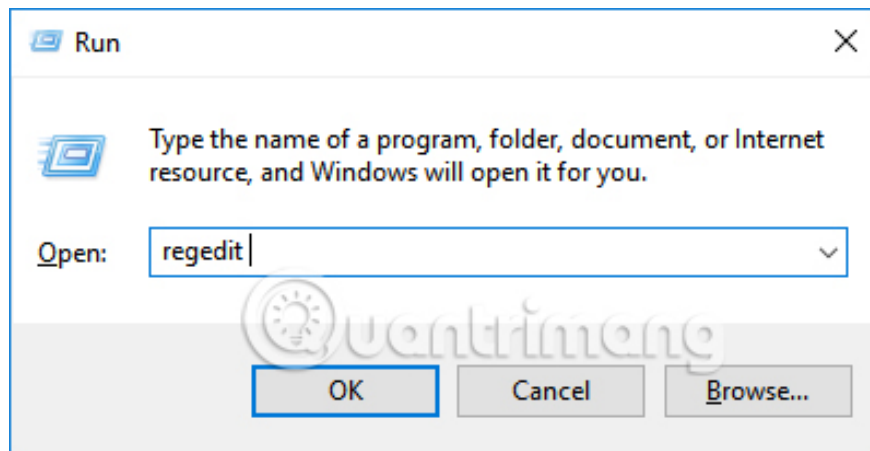 Run
Type the name of a program, folder, document, or Internet
resource, and Windows will open it for you.
Open: regedit
Quantrimang
OK Cancel Browse...